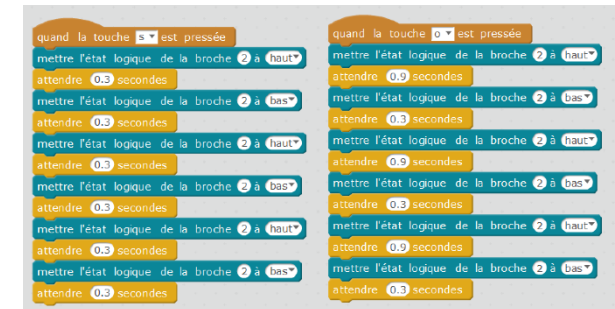 quand la touche s est pressée
mettre l'état logique de la broche 2 à haut
attendre 0.3 secondes
mettre l'état logique de la broche 2 à bas
attendre 0.3 secondes
mettre l'état logique de la broche 2 à haut
attendre 0.3 secondes
mettre l'état logique de la broche 2 à bas
attendre 0.3 secondes
mettre l'état logique de la broche 2 à haut
attendre 0.3 secondes
mettre l'état logique de la broche 2 à bas
attendre 0.3 secondes
quand la touche o est pressée
mettre l'état logique de la broche 2 à haut
attendre 0.9 secondes
mettre l'état logique de la broche 2 à bas
attendre 0.3 secondes
mettre l'état logique de la broche 2 à haut
attendre 0.9 secondes
mettre l'état logique de la broche 2 à bas
attendre 0.3 secondes
mettre l'état logique de la broche 2 à haut
attendre 0.9 secondes
mettre l'état logique de la broche 2 à bas
attendre 0.3 secondes